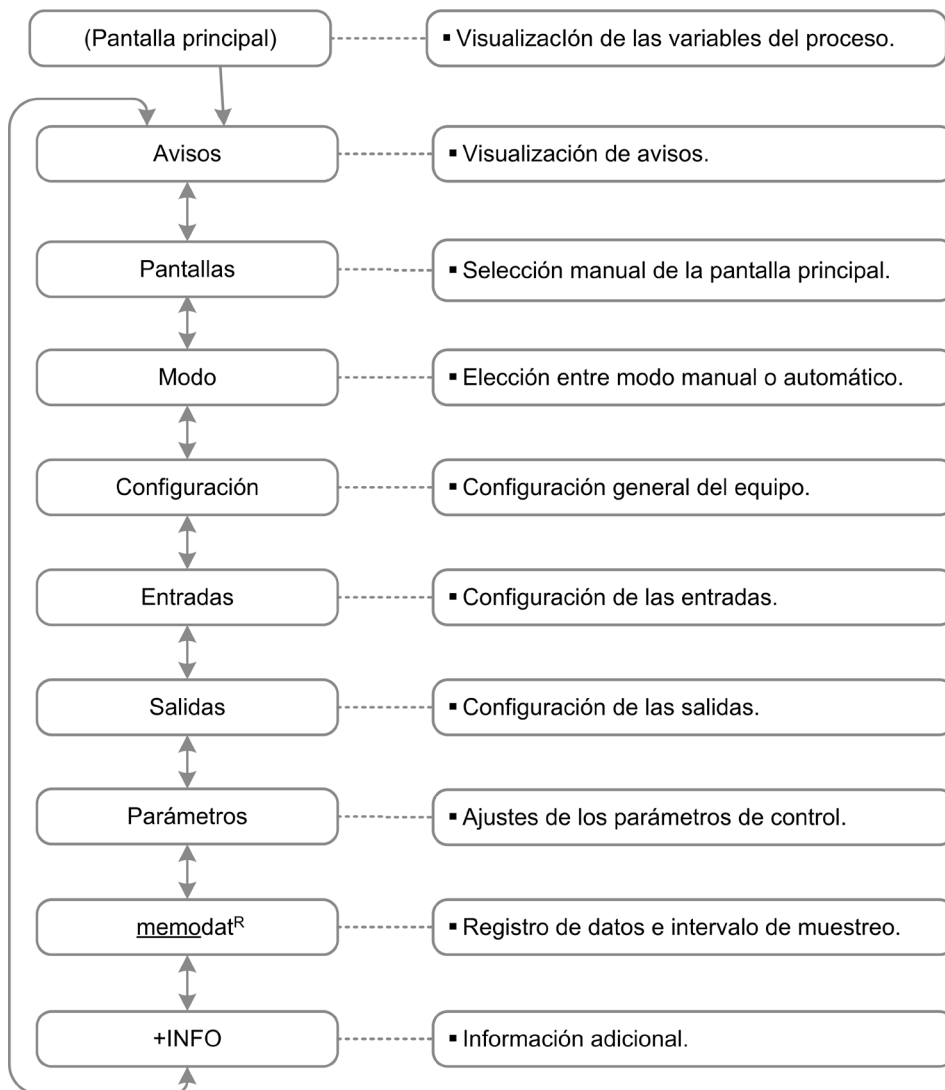 (Pantalla principal)
▪ Visualización de las variables del proceso.
Avisos
▪ Visualización de avisos.
Pantallas
▪ Selección manual de la pantalla principal.
Modo
▪ Elección entre modo manual o automático.
Configuración
▪ Configuración general del equipo.
Entradas
▪ Configuración de las entradas.
Salidas
▪ Configuración de las salidas.
Parámetros
▪ Ajustes de los parámetros de control.
memodatᴿ
▪ Registro de datos e intervalo de muestreo.
+INFO
▪ Información adicional.